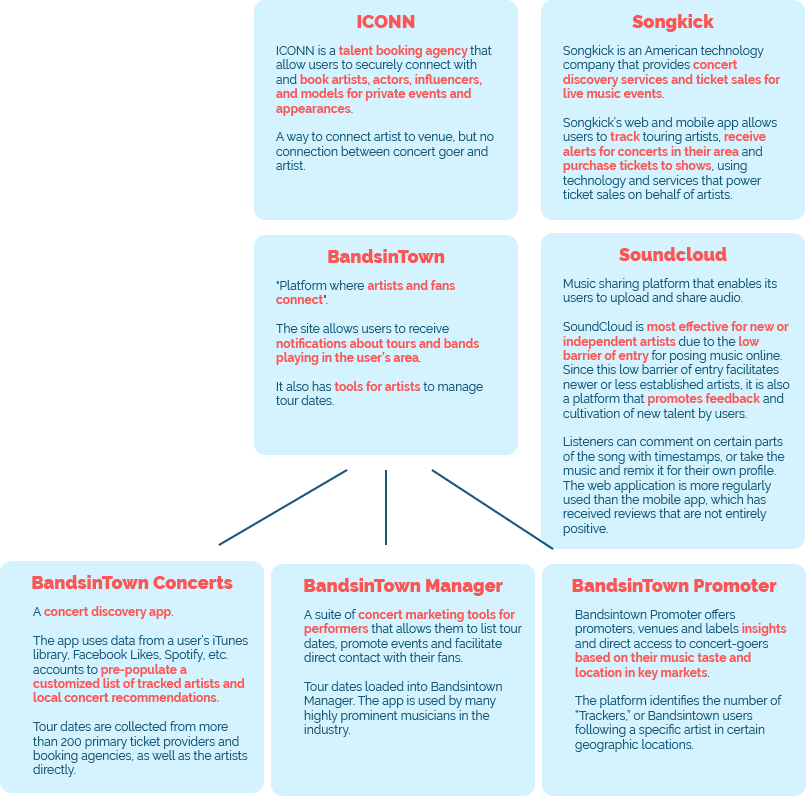 ICONN
ICONN is a talent booking agency that
allow users to securely connect with
and book artists, actors, influencers,
and models for private events and
appearances.
A way to connect artist to venue, but no
connection between concert goer and
artist.
Songkick
Songkick is an American technology
company that provides concert
discovery services and ticket sales for
live music events.
Songkick's web and mobile app allows
users to track touring artists, receive
alerts for concerts in their area and
purchase tickets to shows, using
technology and services that power
ticket sales on behalf of artists.
BandsinTown
"Platform where artists and fans
connect".
The site allows users to receive
notifications about tours and bands
playing in the user's area.
It also has tools for artists to manage
tour dates.
Soundcloud
Music sharing platform that enables its
users to upload and share audio.
SoundCloud is most effective for new or
independent artists due to the low
barrier of entry for posing music online.
Since this low barrier of entry facilitates
newer or less established artists, it is also
a platform that promotes feedback and
cultivation of new talent by users.
Listeners can comment on certain parts
of the song with timestamps, or take the
music and remix it for their own profile.
The web application is more regularly
used than the mobile app, which has
received reviews that are not entirely
positive.
BandsinTown Concerts
A concert discovery app.
The app uses data from a user's iTunes
library, Facebook Likes, Spotify, etc.
accounts to pre-populate a
customized list of tracked artists and
local concert recommendations.
Tour dates are collected from more
than 200 primary ticket providers and
booking agencies, as well as the artists
directly.
BandsinTown Manager
A suite of concert marketing tools for
performers that allows them to list tour
dates, promote events and facilitate
direct contact with their fans.
Tour dates loaded into Bandsintown
Manager. The app is used by many
highly prominent musicians in the
industry.
BandsinTown Promoter
Bandsintown Promoter offers
promoters, venues and labels insights
and direct access to concert-goers
based on their music taste and
location in key markets.
The platform identifies the number of
"Trackers," or Bandsintown users
following a specific artist in certain
geographic locations.